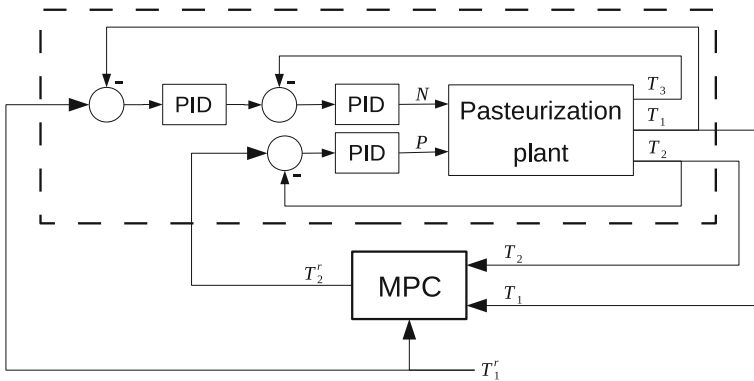 -
-
PID
PID
N
T₃
T₁
Pasteurization
plant
PID
P
T₂
-
T₂ʳ
MPC
T₂
T₁
T₁ʳ